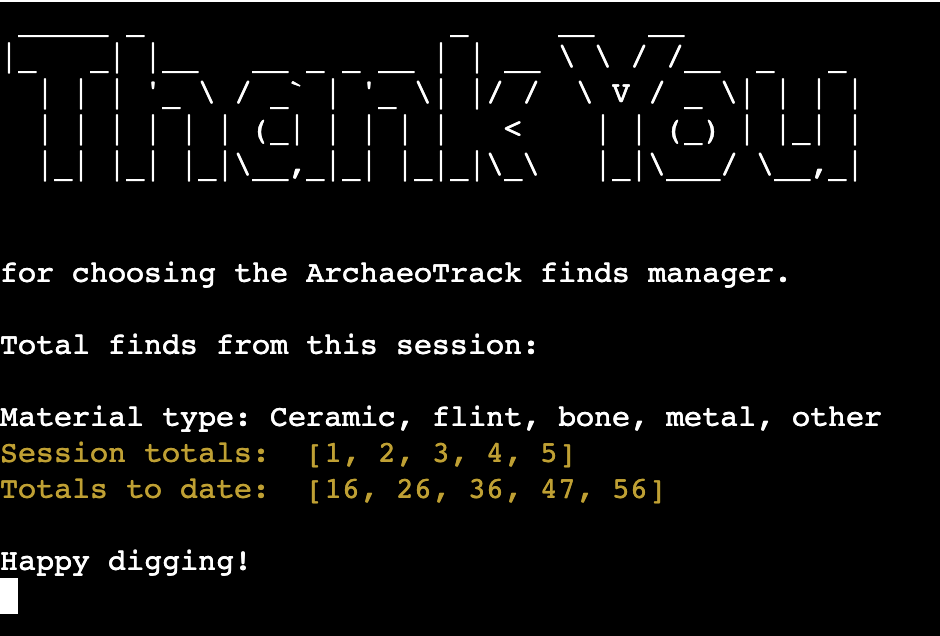 Thank You
for choosing the ArchaeoTrack finds manager.
Total finds from this session:
Material type: Ceramic, flint, bone, metal, other
Session totals:  [1, 2, 3, 4, 5]
Totals to date:  [16, 26, 36, 47, 56]
Happy digging!